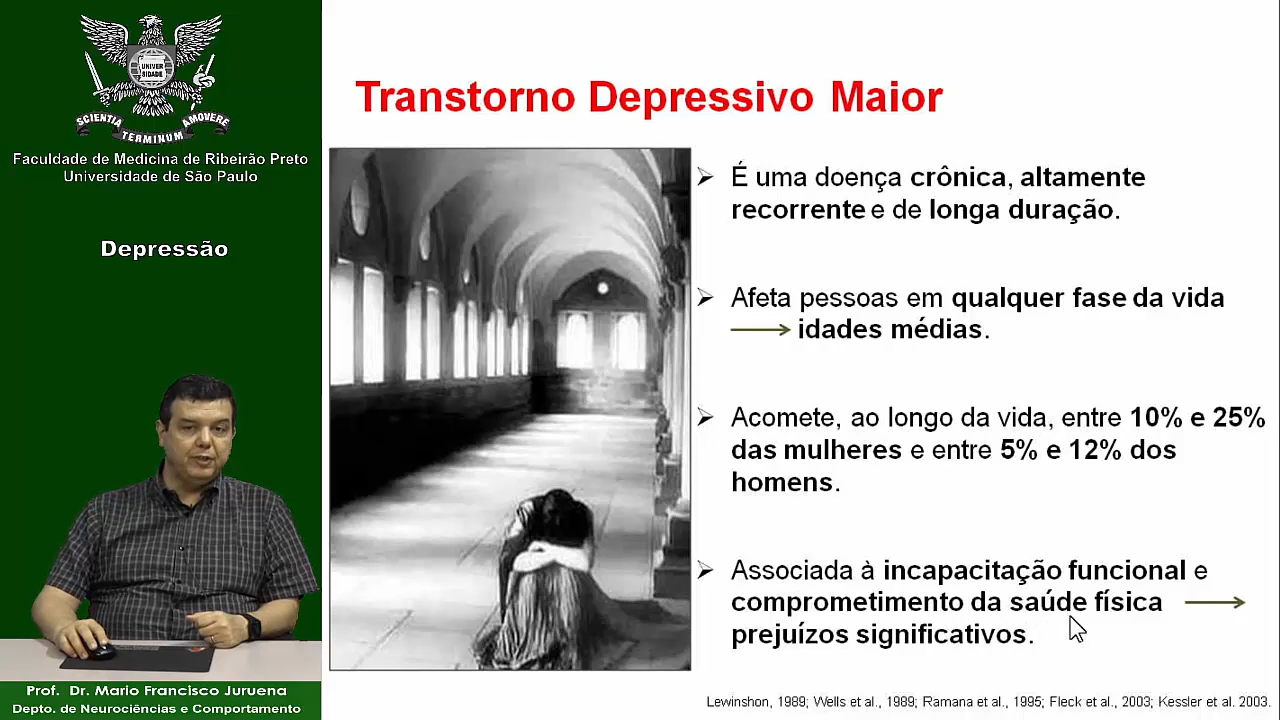 UNIVER
SIDADE
SCIENTIA
TERMINUM
AMOVERE
Faculdade de Medicina de Ribeirão Preto
Universidade de São Paulo
Depressão
Prof. Dr. Mario Francisco Juruena
Depto. de Neurociências e Comportamento
Transtorno Depressivo Maior
É uma doença crônica, altamente
recorrente e de longa duração.
Afeta pessoas em qualquer fase da vida
idades médias.
Acomete, ao longo da vida, entre 10% e 25%
das mulheres e entre 5% e 12% dos
homens.
Associada à incapacitação funcional e
comprometimento da saúde física
prejuízos significativos.
Lewinshon, 1989; Wells et al., 1989; Ramana et al., 1995; Fleck et al., 2003; Kessler et al. 2003.